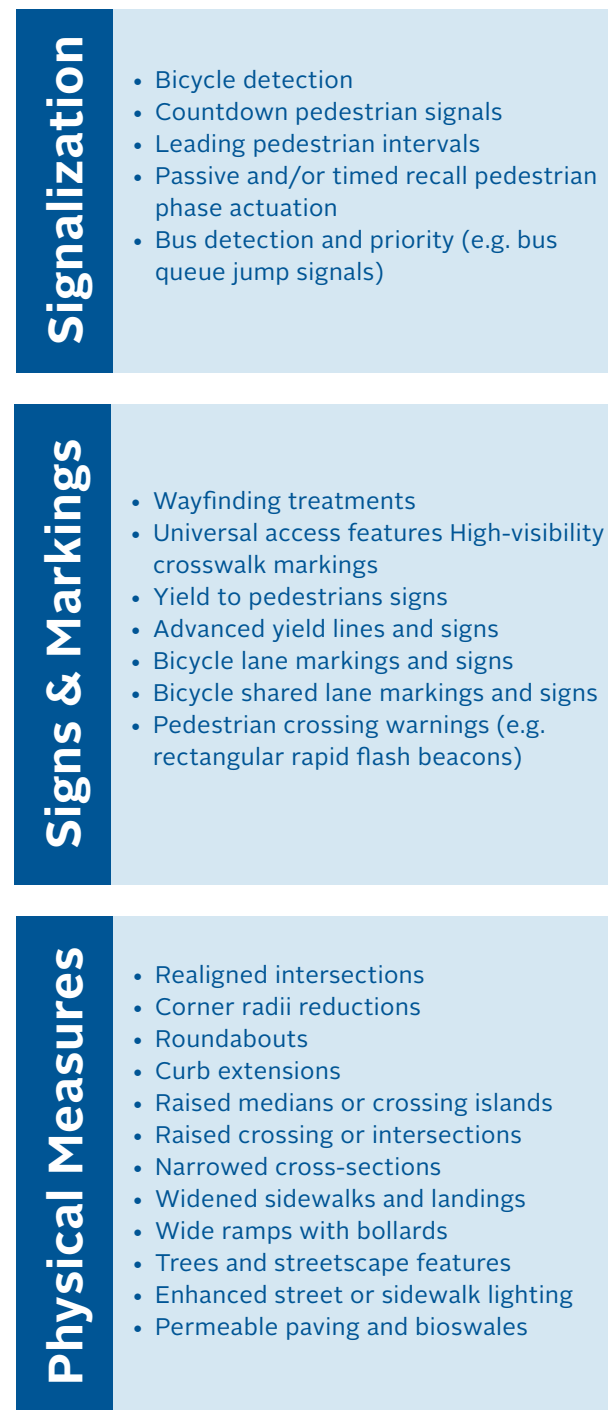 Signalization
• Bicycle detection
• Countdown pedestrian signals
• Leading pedestrian intervals
• Passive and/or timed recall pedestrian
phase actuation
• Bus detection and priority (e.g. bus
queue jump signals)
Signs & Markings
• Wayfinding treatments
• Universal access features High-visibility
crosswalk markings
• Yield to pedestrians signs
• Advanced yield lines and signs
• Bicycle lane markings and signs
• Bicycle shared lane markings and signs
• Pedestrian crossing warnings (e.g.
rectangular rapid flash beacons)
Physical Measures
• Realigned intersections
• Corner radii reductions
• Roundabouts
• Curb extensions
• Raised medians or crossing islands
• Raised crossing or intersections
• Narrowed cross-sections
• Widened sidewalks and landings
• Wide ramps with bollards
• Trees and streetscape features
• Enhanced street or sidewalk lighting
• Permeable paving and bioswales